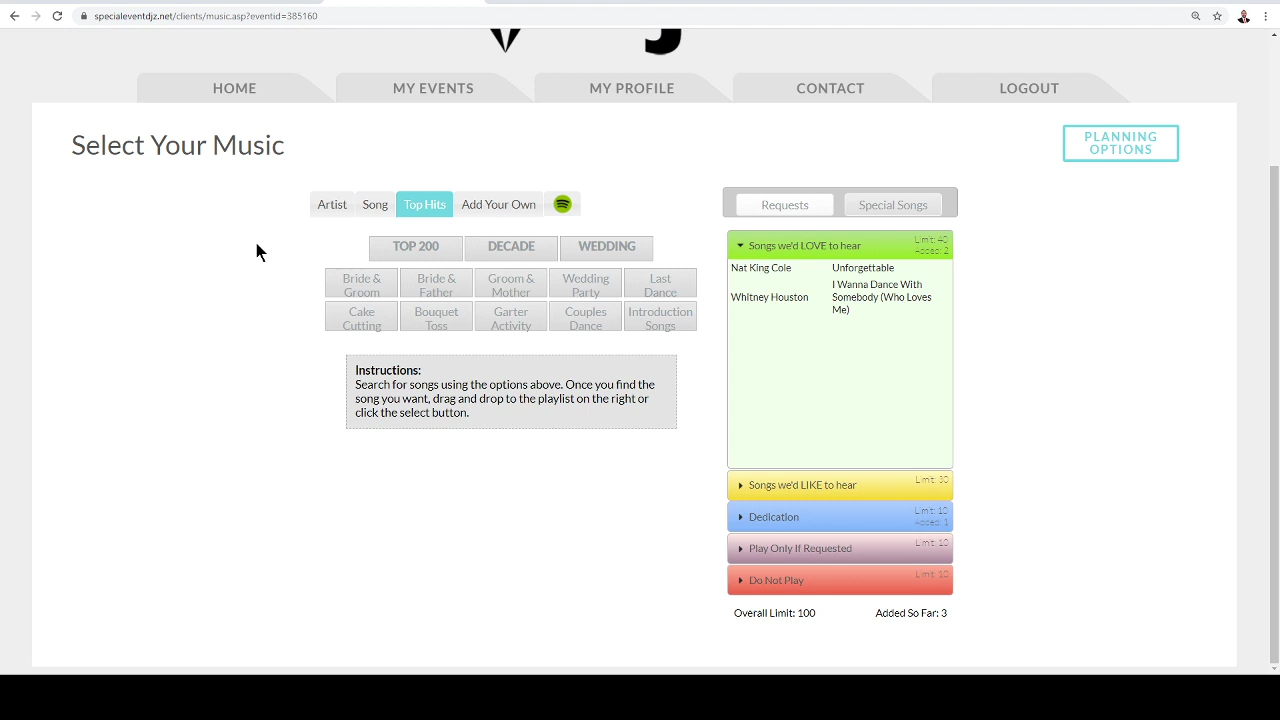 specialeventdjz.net/clients/music.asp?eventid=385160
HOME
MY EVENTS
MY PROFILE
CONTACT
LOGOUT
Select Your Music
PLANNING
OPTIONS
Artist
Song
Top Hits
Add Your Own
TOP 200
DECADE
WEDDING
Bride &
Groom
Bride &
Father
Groom &
Mother
Wedding
Party
Last
Dance
Cake
Cutting
Bouquet
Toss
Garter
Activity
Couples
Dance
Introduction
Songs
Instructions:
Search for songs using the options above. Once you find the
song you want, drag and drop to the playlist on the right or
click the select button.
Requests
Special Songs
Songs we'd LOVE to hear
Limit: 40
Added: 2
Nat King Cole
Unforgettable
Whitney Houston
I Wanna Dance With
Somebody (Who Loves
Me)
Songs we'd LIKE to hear
Limit: 30
Dedication
Limit: 10
Added: 1
Play Only If Requested
Limit: 10
Do Not Play
Limit: 10
Overall Limit: 100
Added So Far: 3